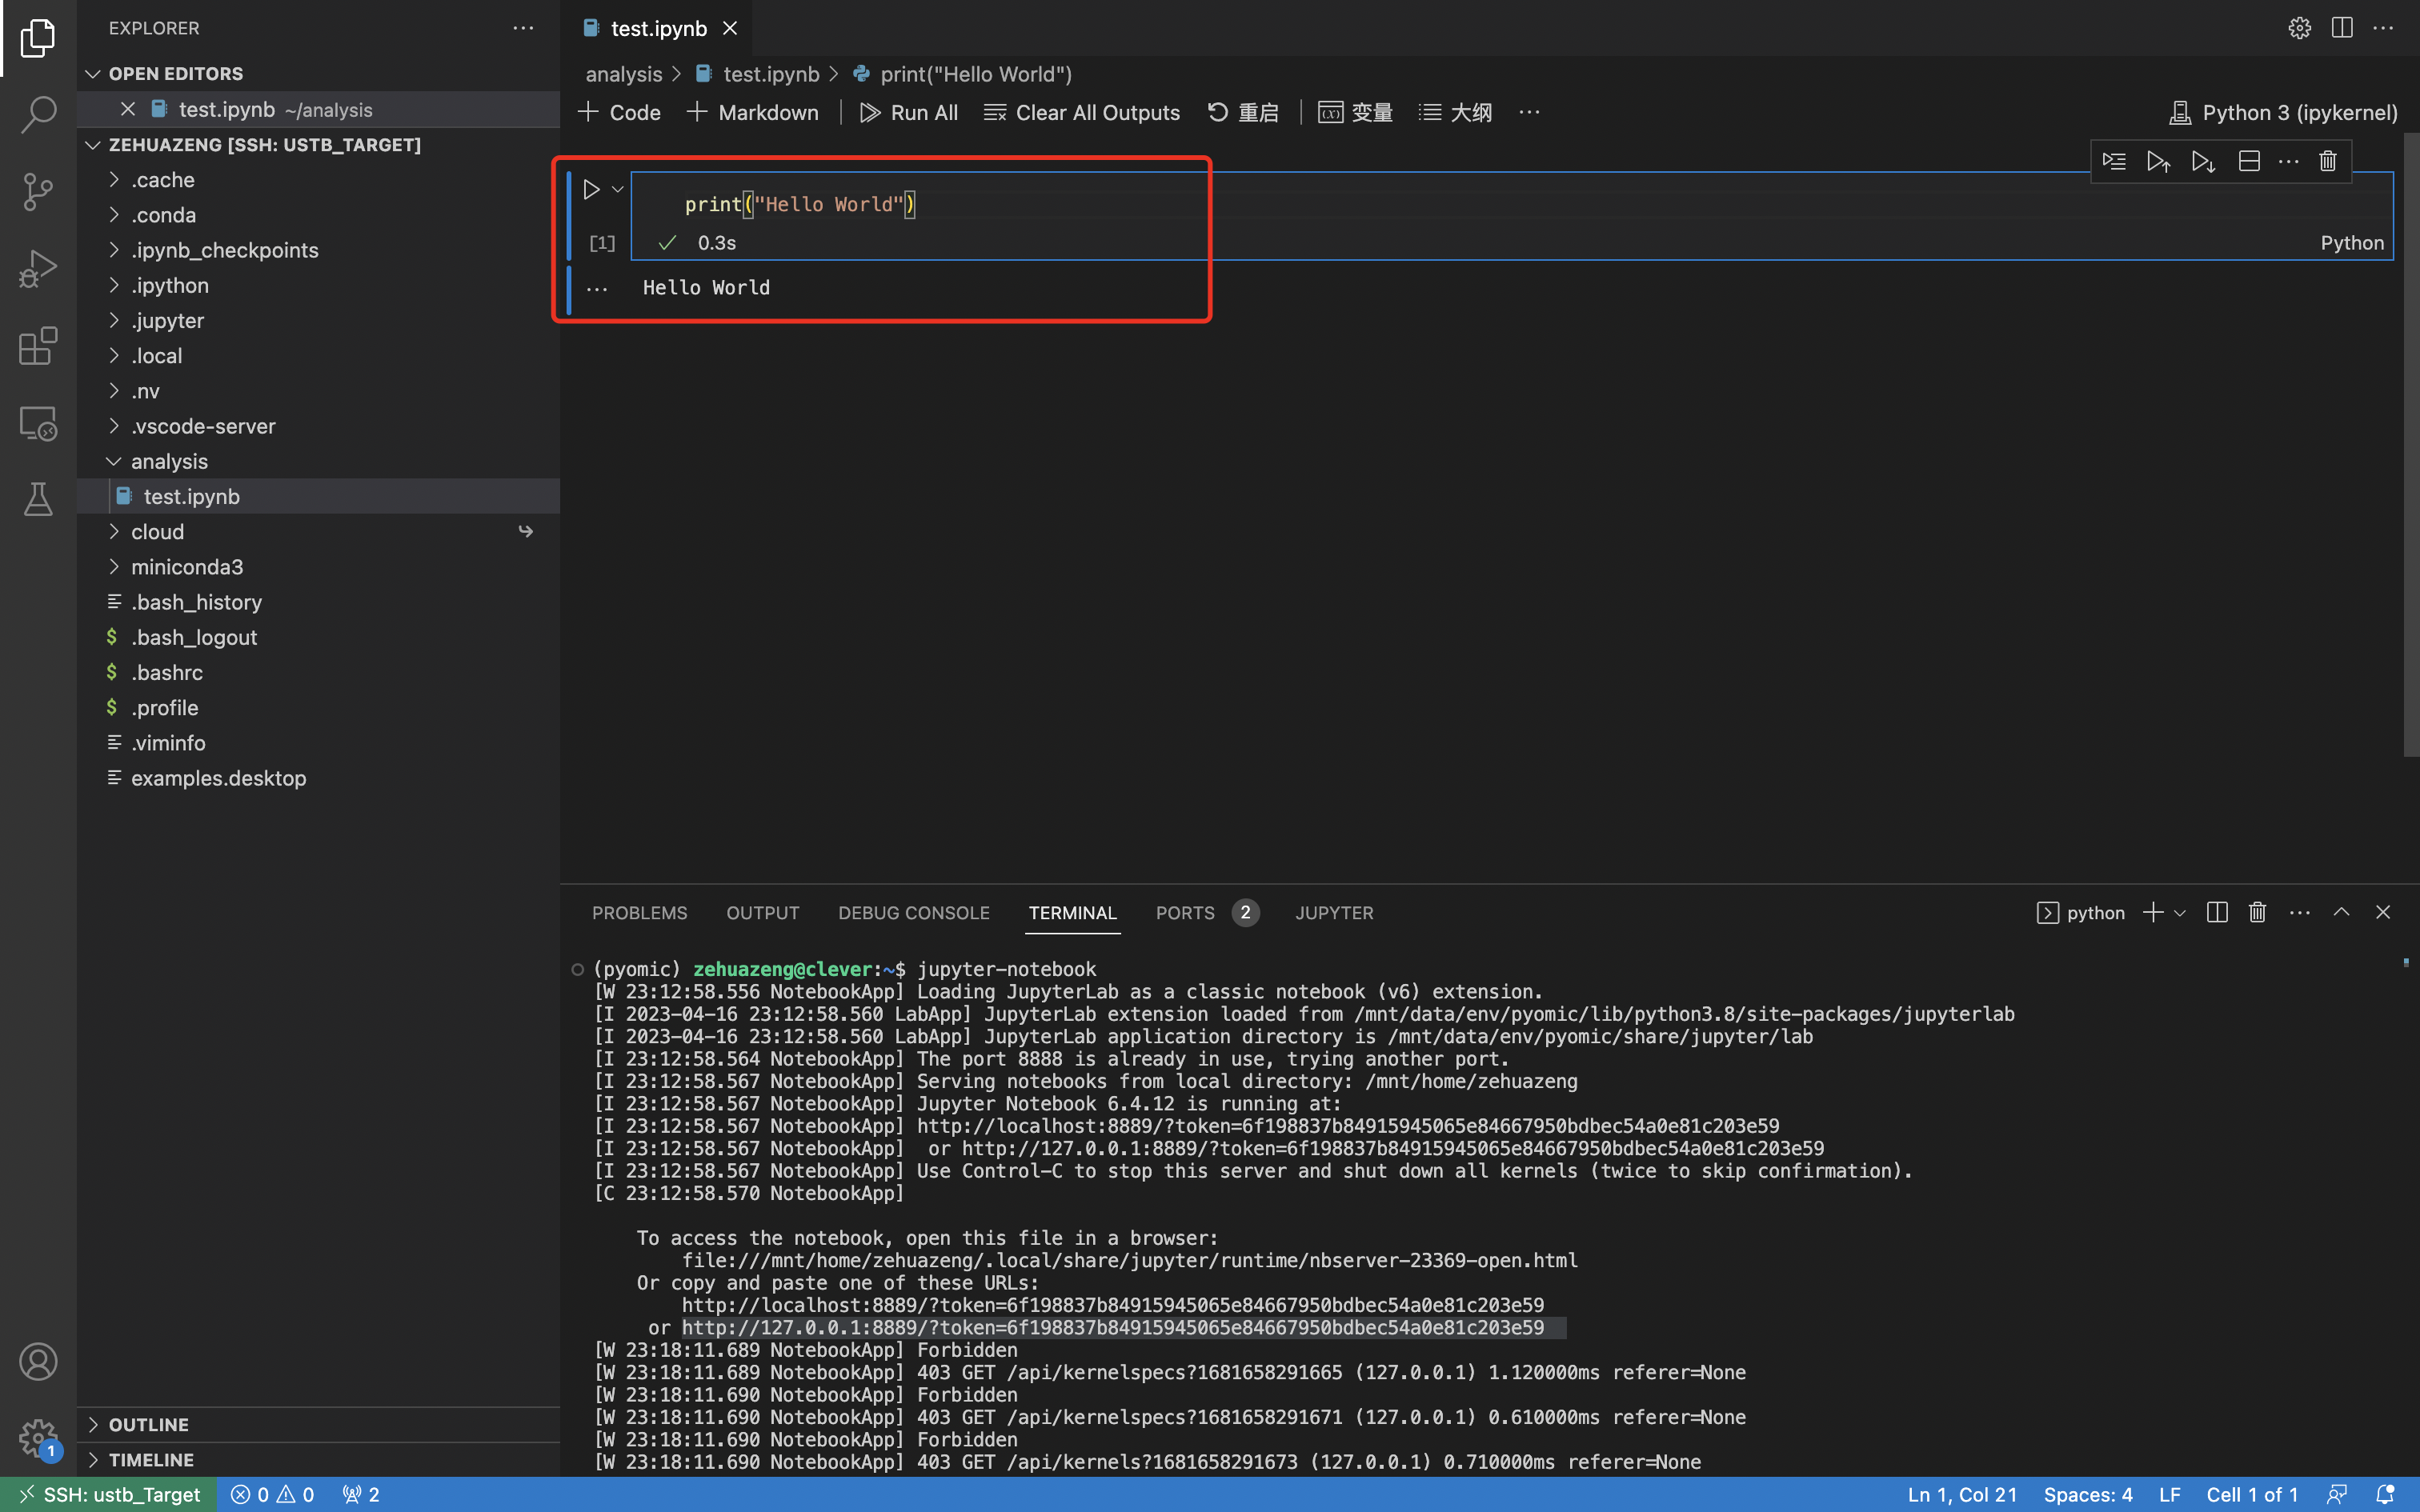 EXPLORER
OPEN EDITORS
test.ipynb ~/analysis
ZEHUAZENG [SSH: USTB_TARGET]
.cache
.conda
.ipynb_checkpoints
.ipython
.jupyter
.local
.nv
.vscode-server
analysis
test.ipynb
cloud
miniconda3
.bash_history
$ .bash_logout
$ .bashrc
$ .profile
.viminfo
examples.desktop
OUTLINE
TIMELINE
1
test.ipynb
analysis > test.ipynb > print("Hello World")
+ Code + Markdown Run All Clear All Outputs 重启 (x) 变量 大纲 ...
Python 3 (ipykernel)
print("Hello World")
[1] ✓ 0.3s
Python
... Hello World
PROBLEMS OUTPUT DEBUG CONSOLE TERMINAL PORTS 2 JUPYTER
python
(pyomic) zehuazeng@clever:~$ jupyter-notebook
[W 23:12:58.556 NotebookApp] Loading JupyterLab as a classic notebook (v6) extension.
[I 2023-04-16 23:12:58.560 LabApp] JupyterLab extension loaded from /mnt/data/env/pyomic/lib/python3.8/site-packages/jupyterlab
[I 2023-04-16 23:12:58.560 LabApp] JupyterLab application directory is /mnt/data/env/pyomic/share/jupyter/lab
[I 23:12:58.564 NotebookApp] The port 8888 is already in use, trying another port.
[I 23:12:58.567 NotebookApp] Serving notebooks from local directory: /mnt/home/zehuazeng
[I 23:12:58.567 NotebookApp] Jupyter Notebook 6.4.12 is running at:
[I 23:12:58.567 NotebookApp] http://localhost:8889/?token=6f198837b84915945065e84667950bdbec54a0e81c203e59
[I 23:12:58.567 NotebookApp]  or http://127.0.0.1:8889/?token=6f198837b84915945065e84667950bdbec54a0e81c203e59
[I 23:12:58.567 NotebookApp] Use Control-C to stop this server and shut down all kernels (twice to skip confirmation).
[C 23:12:58.570 NotebookApp]
To access the notebook, open this file in a browser:
file:///mnt/home/zehuazeng/.local/share/jupyter/runtime/nbserver-23369-open.html
Or copy and paste one of these URLs:
http://localhost:8889/?token=6f198837b84915945065e84667950bdbec54a0e81c203e59
or http://127.0.0.1:8889/?token=6f198837b84915945065e84667950bdbec54a0e81c203e59
[W 23:18:11.689 NotebookApp] Forbidden
[W 23:18:11.689 NotebookApp] 403 GET /api/kernelspecs?1681658291665 (127.0.0.1) 1.120000ms referer=None
[W 23:18:11.690 NotebookApp] Forbidden
[W 23:18:11.690 NotebookApp] 403 GET /api/kernelspecs?1681658291671 (127.0.0.1) 0.610000ms referer=None
[W 23:18:11.690 NotebookApp] Forbidden
[W 23:18:11.690 NotebookApp] 403 GET /api/kernels?1681658291673 (127.0.0.1) 0.710000ms referer=None
SSH: ustb_Target 0 0 2
Ln 1, Col 21 Spaces: 4 LF Cell 1 of 1